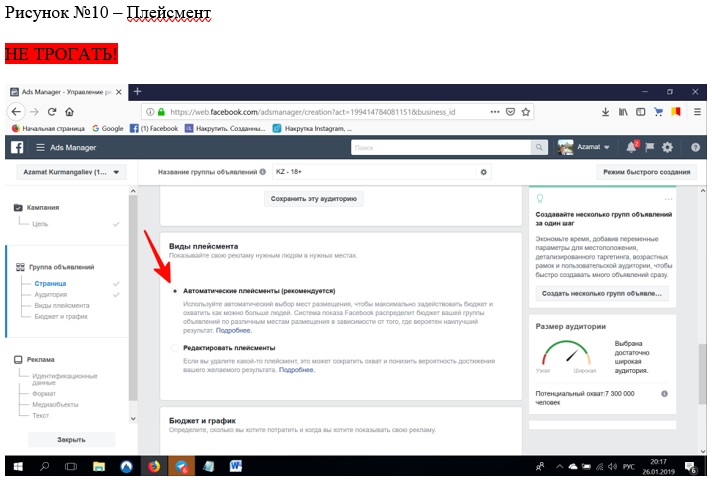 Рисунок №10 – Плейсмент
НЕ ТРОГАТЬ!
Ads Manager - Управление ре
https://web.facebook.com/adsmanager/creation?act=199414784081151&business_id
Начальная страница Google (1) Facebook Накрутить. Созданны... Накрутка Instagram, ...
Ads Manager Поиск Azamat 2
Azamat Kurmangaliev (1... Название группы объявлений KZ - 18+ Режим быстрого создания
Кампания
Цель
Группа объявлений
Страница
Аудитория
Виды плейсмента
Бюджет и график
Реклама
Идентификационные
данные
Формат
Медиаобъекты
Текст
Закрыть
Сохранить эту аудиторию
Виды плейсмента
Показывайте свою рекламу нужным людям в нужных местах.
Автоматические плейсменты (рекомендуется)
Используйте автоматический выбор мест размещения, чтобы максимально задействовать бюджет и
охватить как можно больше людей. Система показа Facebook распределит бюджет вашей группы
объявлений по различным местам размещения в зависимости от того, где вероятен наилучший
результат. Подробнее.
Редактировать плейсменты
Если вы удалите какой-то плейсмент, это может сократить охват и понизить вероятность достижения
вашего желаемого результата. Подробнее.
Бюджет и график
Определите, сколько вы хотите потратить и когда вы хотите показывать свою рекламу.
Создавайте несколько групп объявлений
за один шаг
Экономьте время, добавив переменные
параметры для местоположения,
детализированного таргетинга, возрастных
рамок и пользовательской аудитории, чтобы
быстро создавать много объявлений сразу.
Создать несколько групп объявле...
Размер аудитории
Выбрана
достаточно
широкая
аудитория.
Узкая Широкая
Потенциальный охват:7 300 000
человек
РУС 20:17
26.01.2019 6